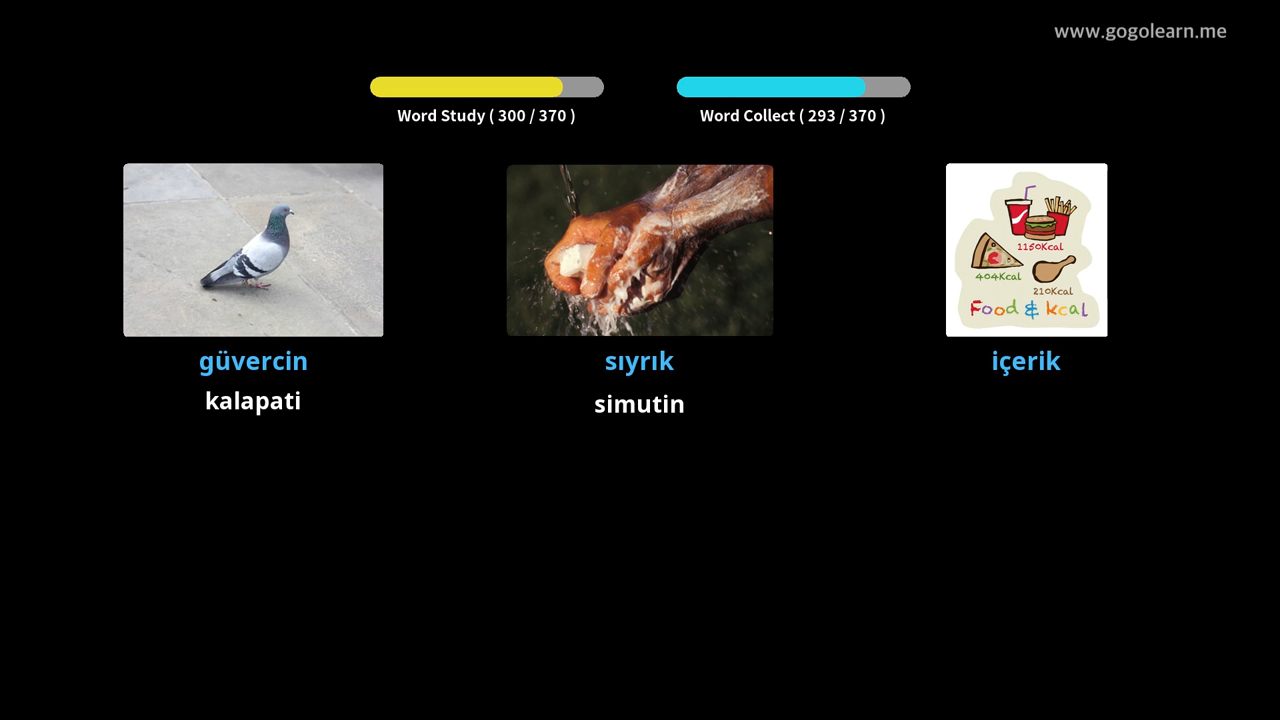 www.gogolearn.me
Word Study ( 300 / 370 )
Word Collect ( 293 / 370 )
1150Kcal
404Kcal
210Kcal
Food & kcal
güvercin
sıyrık
içerik
kalapati
simutin